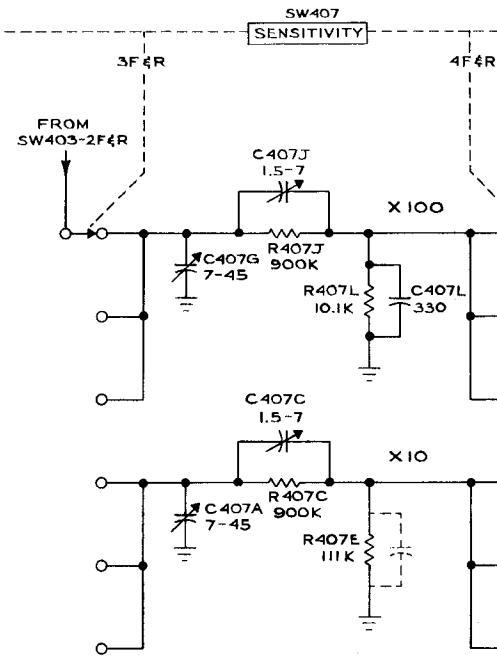 SW407
SENSITIVITY
3F&R
4F&R
FROM
SW403-2F&R
C407J
1.5-7
X100
R407J
900K
C407G
7-45
R407L
10.1K
C407L
330
C407C
1.5-7
X10
R407C
900K
C407A
7-45
R407E
111K